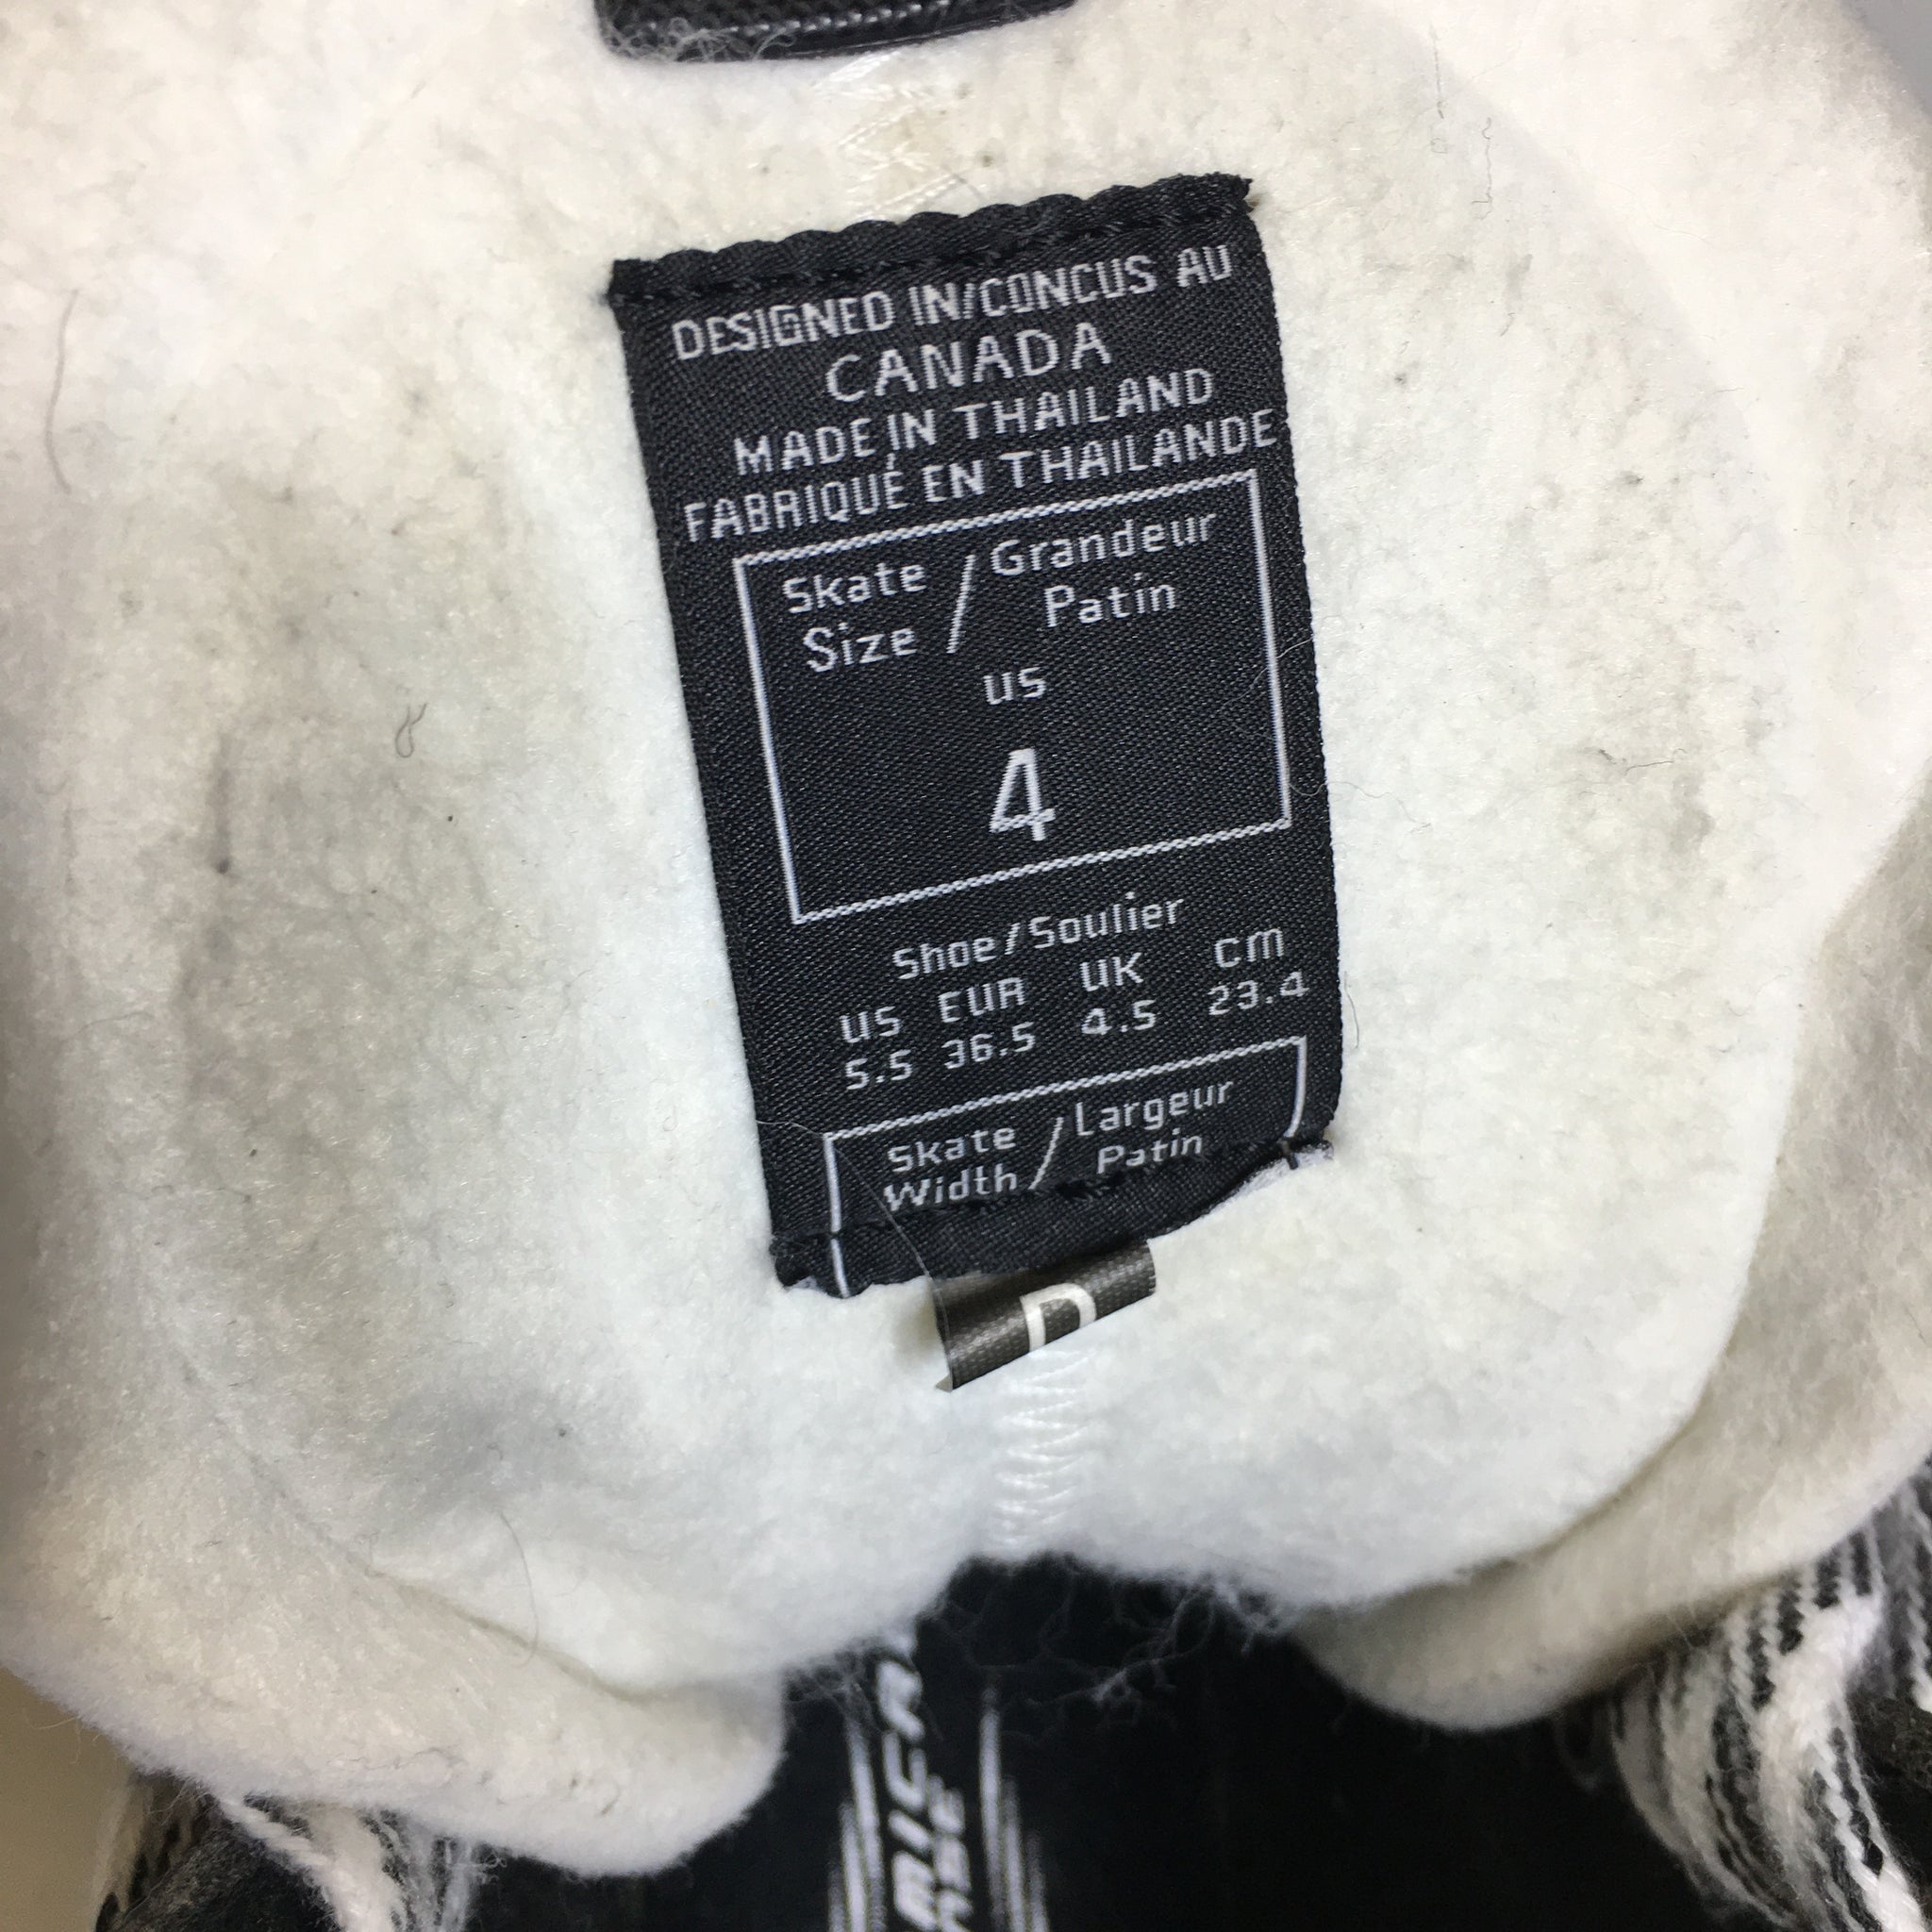 DESIGNED IN/CONCUS AU
CANADA
MADE IN THAILAND
FABRIQUÉ EN THAILANDE
Skate / Grandeur
Size Patin
US
4
Shoe/Soulier
US EUR UK cm
5.5 36.5 4.5 23.4
Skate / Largeur
Width Patin
D